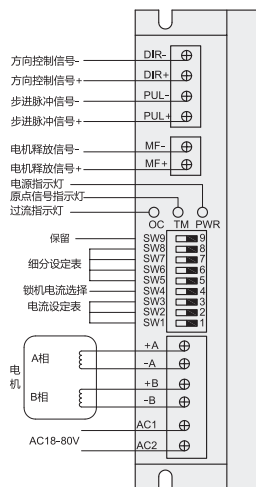 方向控制信号- DIR-
方向控制信号+ DIR+
步进脉冲信号- PUL-
步进脉冲信号+ PUL+
电机释放信号- MF-
电机释放信号+ MF+
电源指示灯
原点信号指示灯
过流指示灯 OC TM PWR
保留 SW9 9
SW8 8
SW7 7
细分设定表 SW6 6
SW5 5
锁机电流选择 SW4 4
SW3 3
电流设定表 SW2 2
SW1 1
电机
A相 +A
-A
B相 +B
-B
AC18-80V AC1
AC2